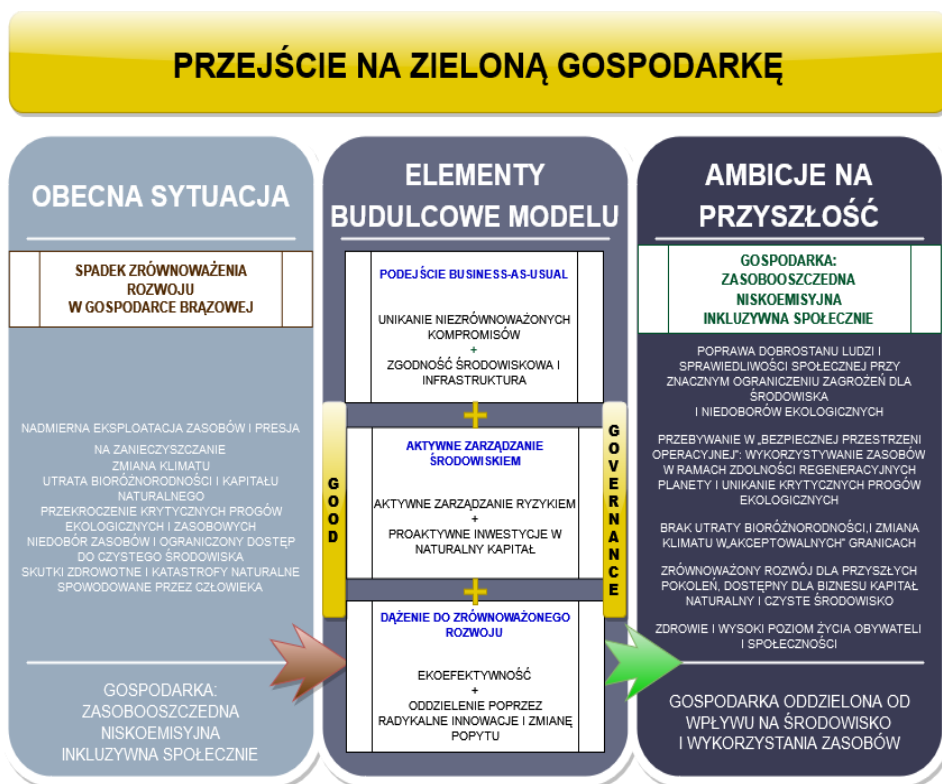 PRZEJŚCIE NA ZIELONĄ GOSPODARKĘ
OBECNA SYTUACJA
SPADEK ZRÓWNOWAŻENIA
ROZWOJU
W GOSPODARCE BRĄZOWEJ
NADMIERNA EKSPLOATACJA ZASOBÓW I PRESJA
NA ZANIECZYSZCZANIE
ZMIANA KLIMATU
UTRATA BIORÓŻNORODNOŚCI I KAPITAŁU
NATURALNEGO
PRZEKROCZENIE KRYTYCZNYCH PROGÓW
EKOLOGICZNYCH I ZASOBOWYCH
NIEDOBÓR ZASOBÓW I OGRANICZONY DOSTĘP
DO CZYSTEGO ŚRODOWISKA
SKUTKI ZDROWOTNE I KATASTROFY NATURALNE
SPOWODOWANE PRZEZ CZŁOWIEKA
GOSPODARKA:
ZASOBOOSZCZEDNA
NISKOEMISYJNA
INKLUZYWNA SPOŁECZNIE
ELEMENTY
BUDULCOWE MODELU
PODEJŚCIE BUSINESS-AS-USUAL
UNIKANIE NIEZRÓWNOWAŻONYCH
KOMPROMISÓW
+
ZGODNOŚĆ ŚRODOWISKOWA I
INFRASTRUKTURA
GOOD
AKTYWNE ZARZĄDZANIE
ŚRODOWISKIEM
AKTYWNE ZARZĄDZANIE RYZYKIEM
+
PROAKTYWNE INWESTYCJE W
NATURALNY KAPITAŁ
GOVERNANCE
DĄŻENIE DO ZRÓWNOWAŻONEGO
ROZWOJU
EKOEFEKTYWNOŚĆ
+
ODDZIELENIE POPRZEZ
RADYKALNE INNOWACJE I ZMIANĘ
POPYTU
AMBICJE NA
PRZYSZŁOŚĆ
GOSPODARKA:
ZASOBOOSZCZEDNA
NISKOEMISYJNA
INKLUZYWNA SPOŁECZNIE
POPRAWA DOBROSTANU LUDZI I
SPRAWIEDLIWOŚCI SPOŁECZNEJ PRZY
ZNACZNYM OGRANICZENIU ZAGROŻEŃ DLA
ŚRODOWISKA
I NIEDOBORÓW EKOLOGICZNYCH
PRZEBYWANIE W „BEZPIECZNEJ PRZESTRZENI
OPERACYJNEJ": WYKORZYSTYWANIE ZASOBÓW
W RAMACH ZDOLNOŚCI REGENERACYJNYCH
PLANETY I UNIKANIE KRYTYCZNYCH PROGÓW
EKOLOGICZNYCH
BRAK UTRATY BIORÓŻNORODNOŚCI,I ZMIANA
KLIMATU W„AKCEPTOWALNYCH" GRANICACH
ZRÓWNOWAŻONY ROZWÓJ DLA PRZYSZŁYCH
POKOLEŃ, DOSTĘPNY DLA BIZNESU KAPITAŁ
NATURALNY I CZYSTE ŚRODOWISKO
ZDROWIE I WYSOKI POZIOM ŻYCIA OBYWATELI
I SPOŁECZNOŚCI
GOSPODARKA ODDZIELONA OD
WPŁYWU NA ŚRODOWISKO
I WYKORZYSTANIA ZASOBÓW